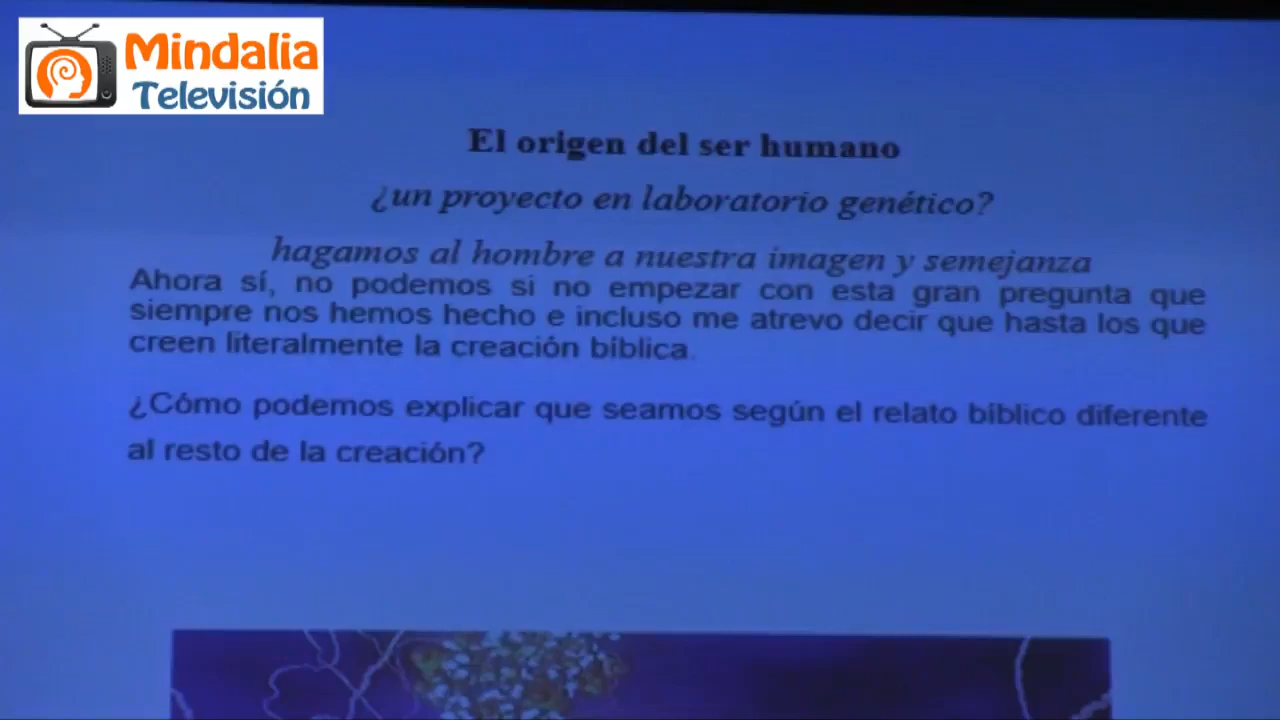 Mindalia
Televisión
El origen del ser humano
¿un proyecto en laboratorio genético?
hagamos al hombre a nuestra imagen y semejanza
Ahora sí, no podemos si no empezar con esta gran pregunta que
siempre nos hemos hecho e incluso me atrevo decir que hasta los que
creen literalmente la creación bíblica.
¿Cómo podemos explicar que seamos según el relato bíblico diferente
al resto de la creación?